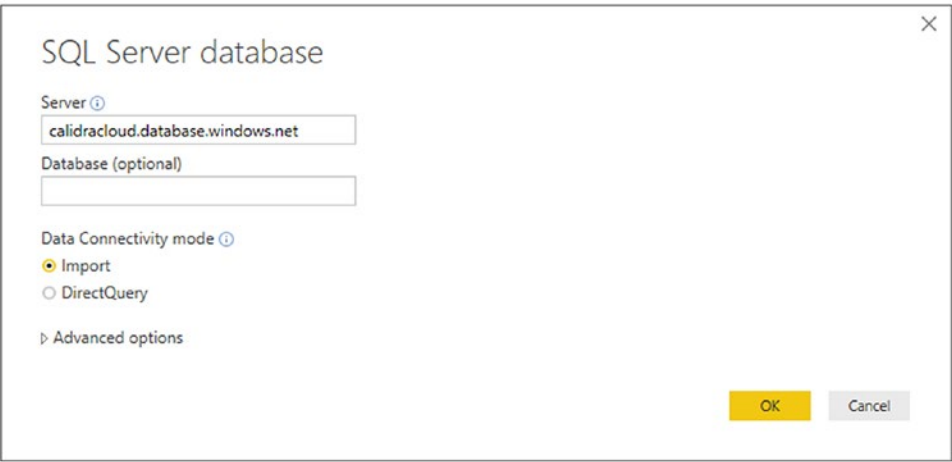 SQL Server database
Server
calidracloud.database.windows.net
Database (optional)
Data Connectivity mode
Import
DirectQuery
Advanced options
OK Cancel